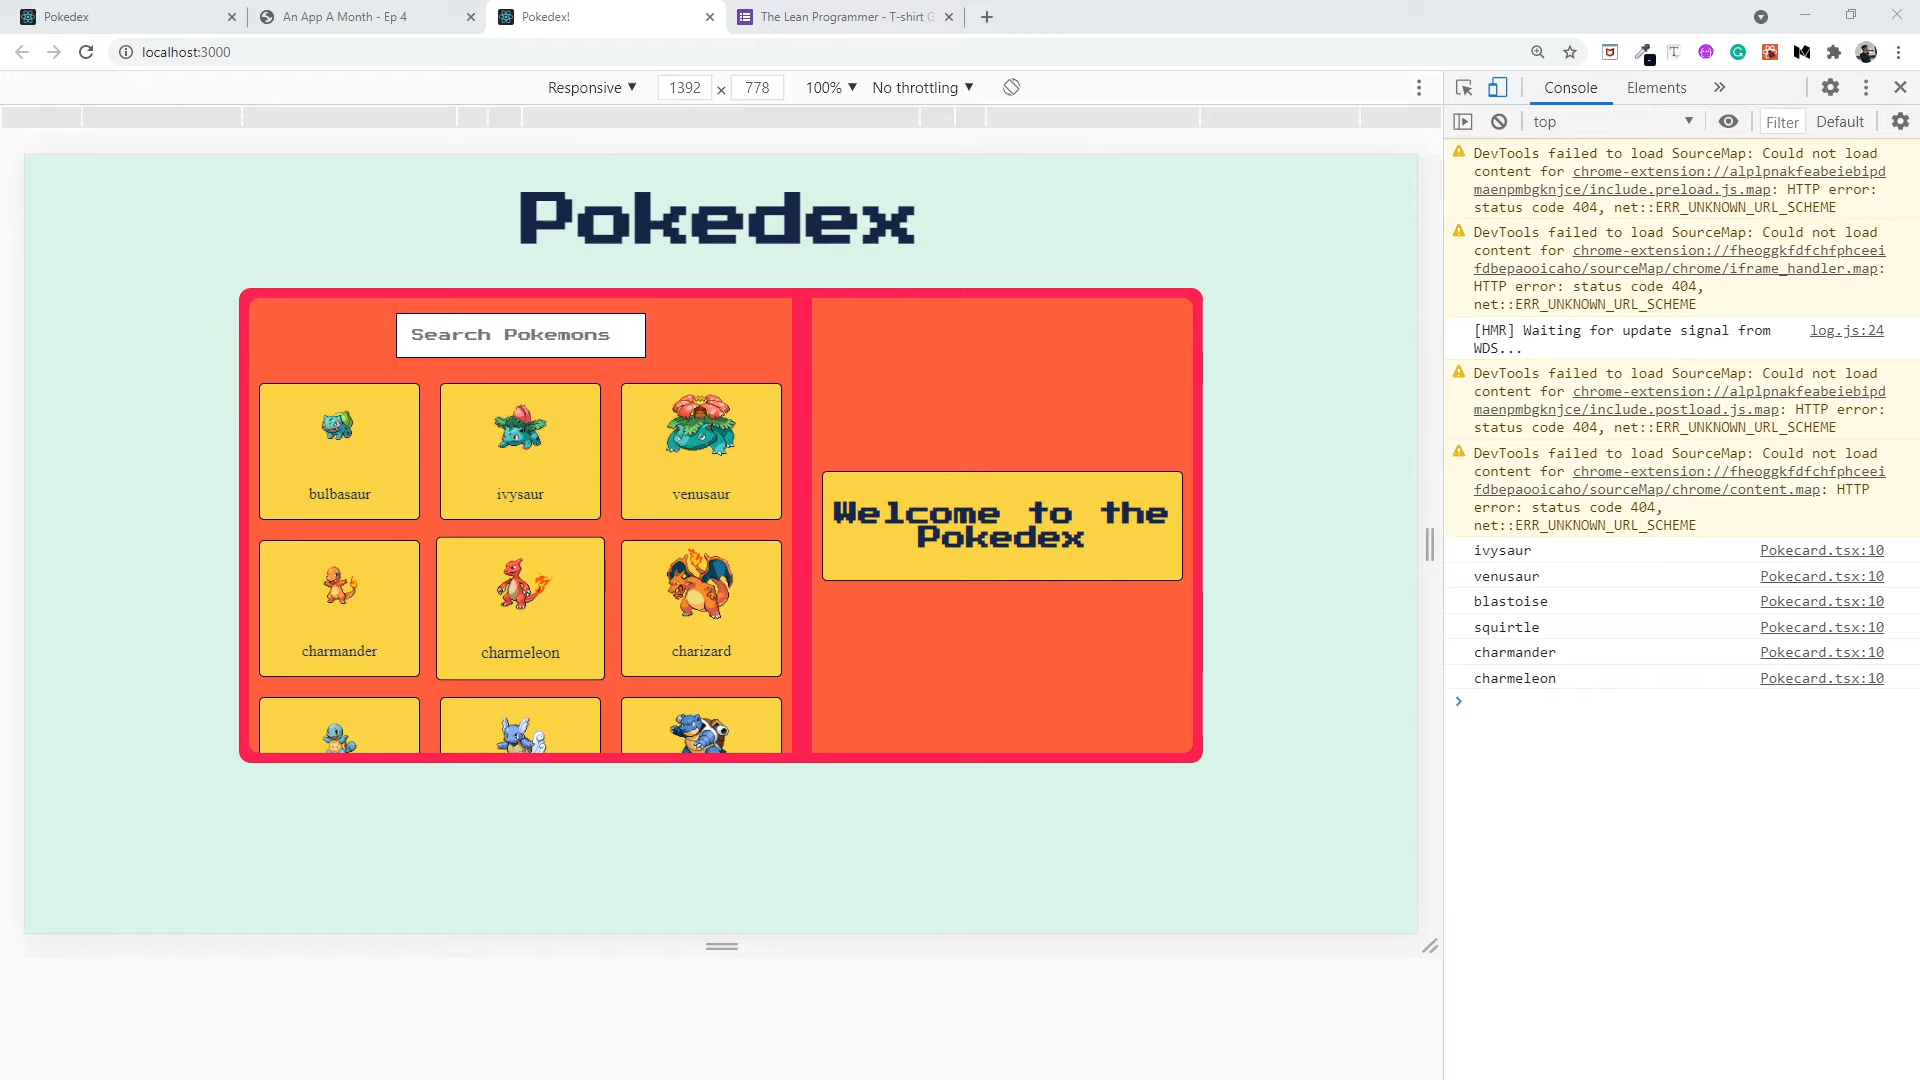 Pokedex
An App A Month - Ep 4
Pokedex!
The Lean Programmer - T-shirt G
localhost:3000
Responsive
1392
778
100%
No throttling
Console
Elements
top
Filter
Default
Pokedex
Search Pokemons
bulbasaur
ivysaur
venusaur
charmander
charmeleon
charizard
Welcome to the
Pokedex
DevTools failed to load SourceMap: Could not load
content for chrome-extension://alplpnakfeabeiebipd
maenpmbgknjce/include.preload.js.map: HTTP error:
status code 404, net::ERR_UNKNOWN_URL_SCHEME
DevTools failed to load SourceMap: Could not load
content for chrome-extension://fheoggkfdfchfphceei
fdbepaooicaho/sourceMap/chrome/iframe_handler.map:
HTTP error: status code 404,
net::ERR_UNKNOWN_URL_SCHEME
[HMR] Waiting for update signal from log.js:24
WDS...
DevTools failed to load SourceMap: Could not load
content for chrome-extension://alplpnakfeabeiebipd
maenpmbgknjce/include.postload.js.map: HTTP error:
status code 404, net::ERR_UNKNOWN_URL_SCHEME
DevTools failed to load SourceMap: Could not load
content for chrome-extension://fheoggkfdfchfphceei
fdbepaooicaho/sourceMap/chrome/content.map: HTTP
error: status code 404,
net::ERR_UNKNOWN_URL_SCHEME
ivysaur Pokecard.tsx:10
venusaur Pokecard.tsx:10
blastoise Pokecard.tsx:10
squirtle Pokecard.tsx:10
charmander Pokecard.tsx:10
charmeleon Pokecard.tsx:10